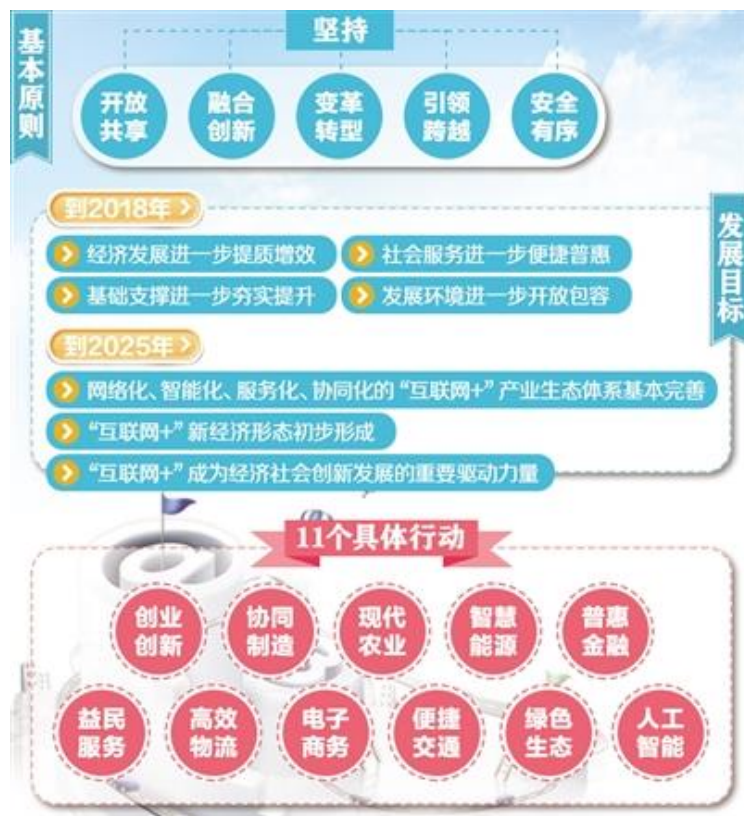 基本原则
坚持
开放
共享
融合
创新
变革
转型
引领
跨越
安全
有序
发展目标
到2018年
经济发展进一步提质增效
社会服务进一步便捷普惠
基础支撑进一步夯实提升
发展环境进一步开放包容
到2025年
网络化、智能化、服务化、协同化的“互联网+”产业生态体系基本完善
“互联网+”新经济形态初步形成
“互联网+”成为经济社会创新发展的重要驱动力量
11个具体行动
创业
创新
协同
制造
现代
农业
智慧
能源
普惠
金融
益民
服务
高效
物流
电子
商务
便捷
交通
绿色
生态
人工
智能